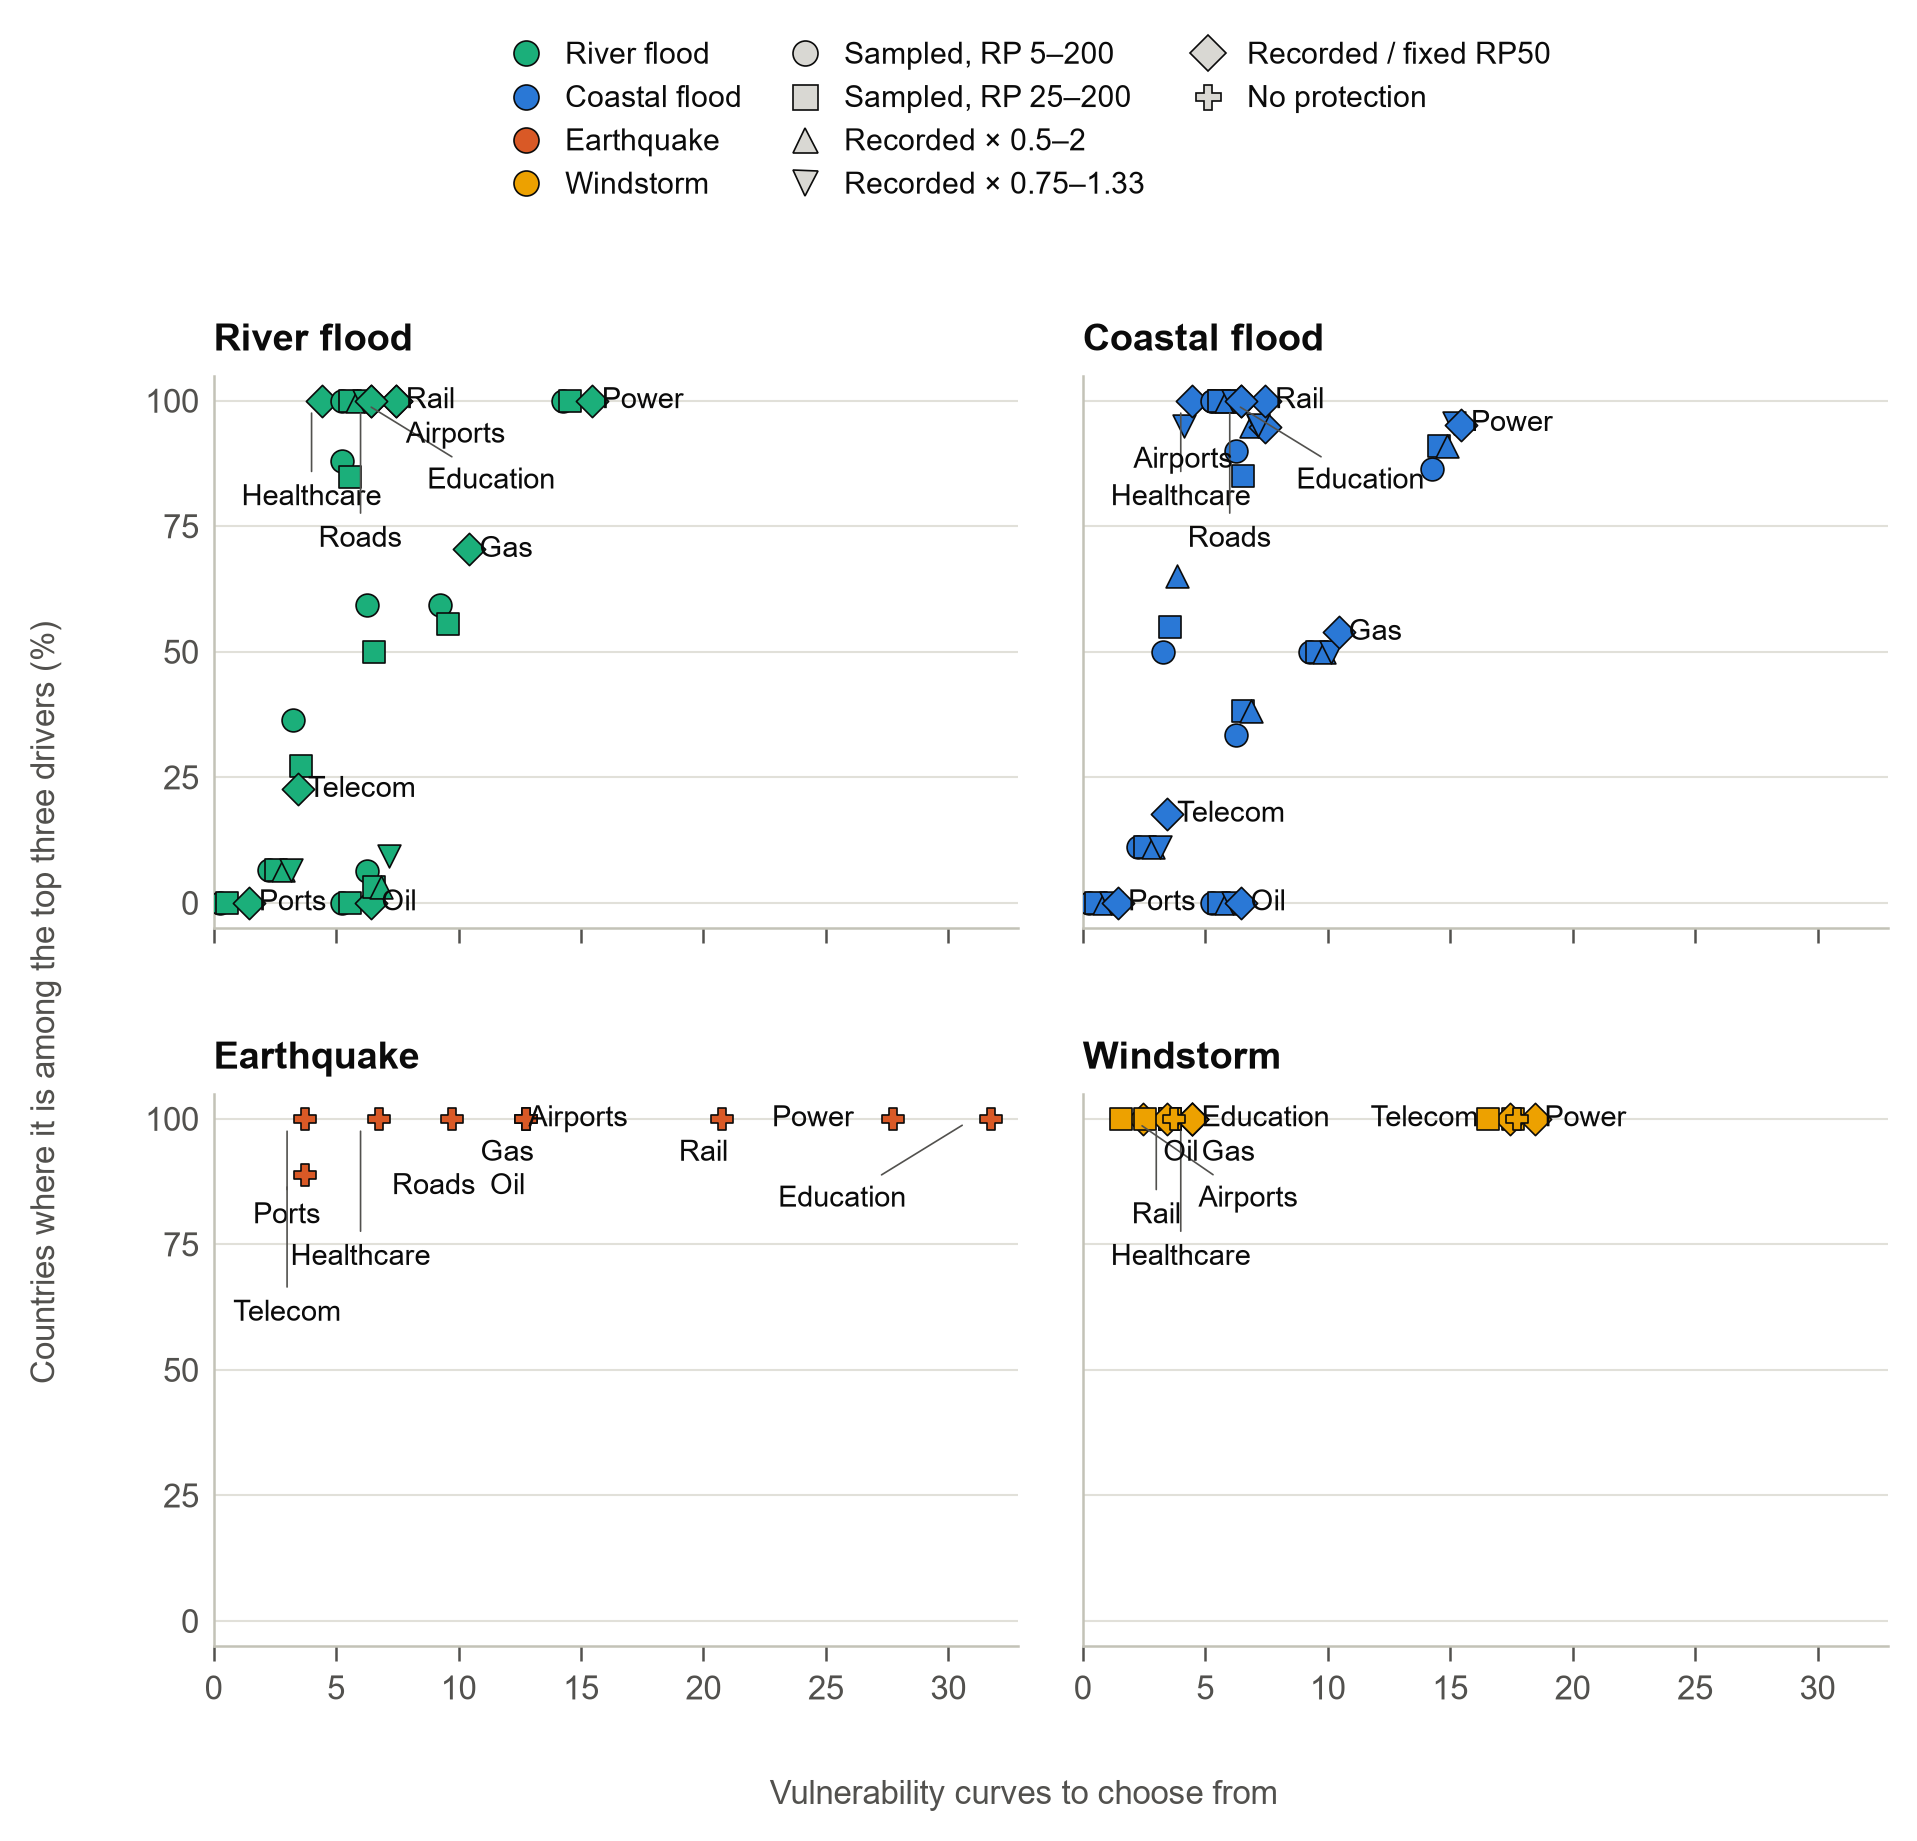 River flood
Coastal flood
Earthquake
Windstorm
Sampled, RP 5–200
Sampled, RP 25–200
Recorded × 0.5–2
Recorded × 0.75–1.33
Recorded / fixed RP50
No protection
River flood
100
75
50
25
0
Rail
Power
Airports
Education
Healthcare
Roads
Gas
Telecom
Ports
Oil
Coastal flood
Rail
Power
Airports
Education
Healthcare
Roads
Gas
Telecom
Ports
Oil
Countries where it is among the top three drivers (%)
Earthquake
100
75
50
25
0
Airports
Power
Gas
Rail
Roads
Oil
Education
Ports
Healthcare
Telecom
0 5 10 15 20 25 30
Windstorm
Education
Telecom
Power
Oil
Gas
Airports
Rail
Healthcare
0 5 10 15 20 25 30
Vulnerability curves to choose from